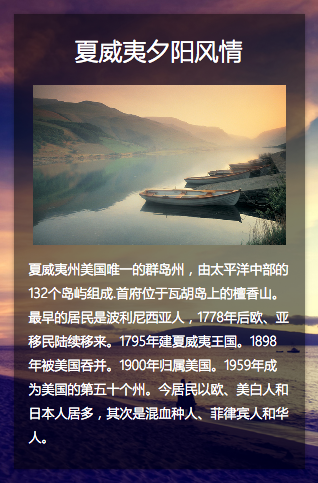 夏威夷夕阳风情
夏威夷州美国唯一的群岛州，由太平洋中部的
132个岛屿组成.首府位于瓦胡岛上的檀香山。
最早的居民是波利尼西亚人，1778年后欧、亚
移民陆续移来。1795年建夏威夷王国。1898
年被美国吞并。1900年归属美国。1959年成
为美国的第五十个州。今居民以欧、美白人和
日本人居多，其次是混血种人、菲律宾人和华
人。